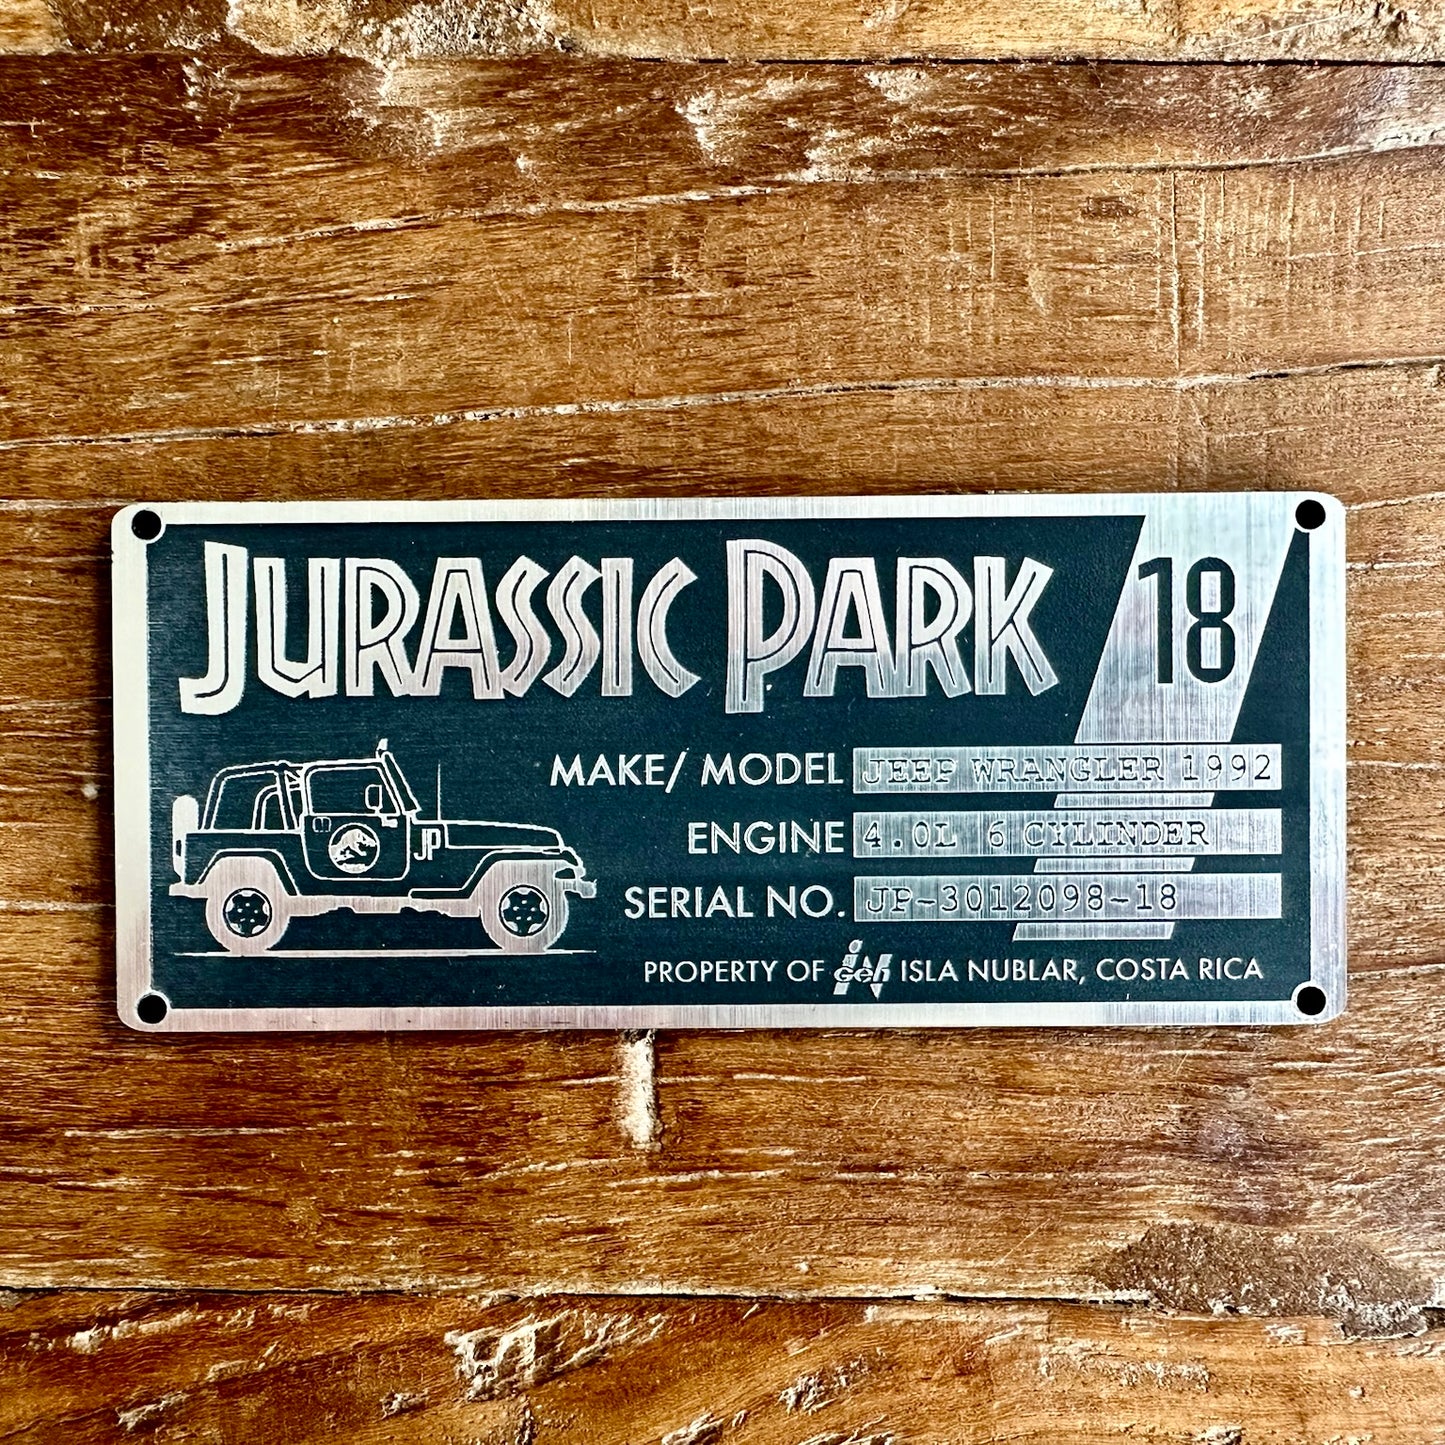 JURASSIC PARK
18
MAKE/ MODEL JEEP WRANGLER 1992
JP
ENGINE 4.0L 6 CYLINDER
SERIAL NO. JP-3012098-18
PROPERTY OF inGen ISLA NUBLAR, COSTA RICA